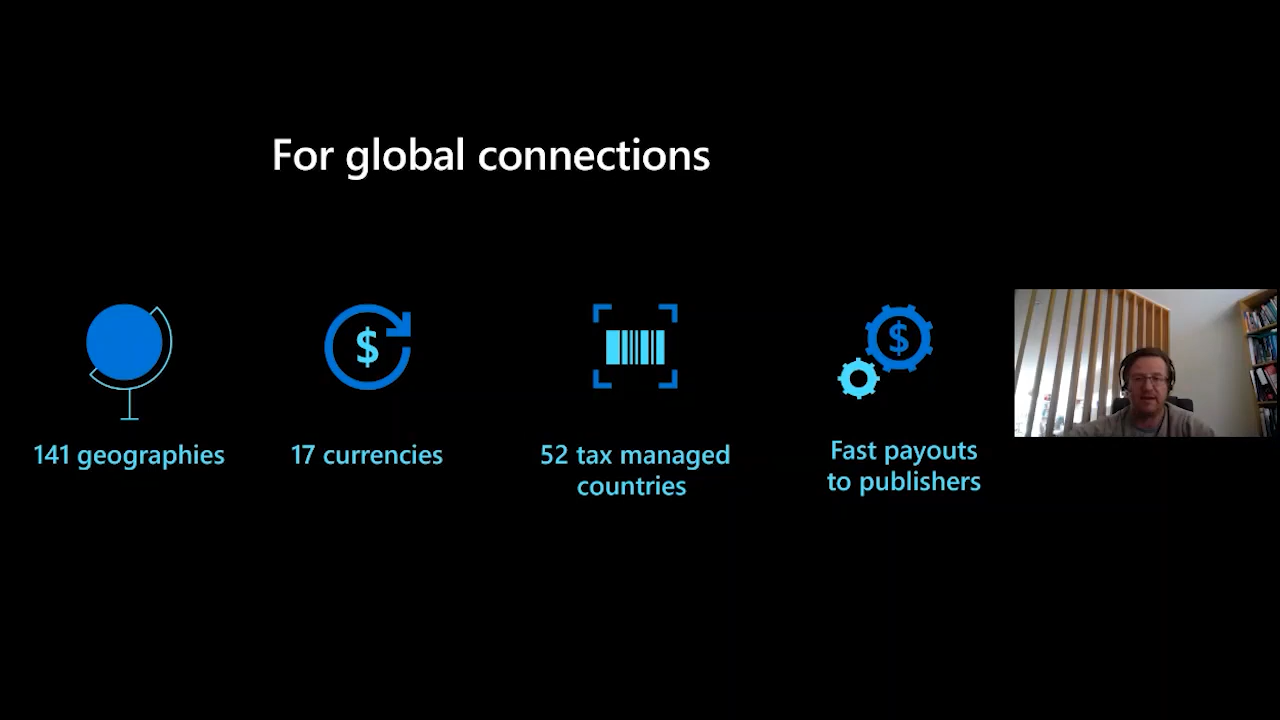 For global connections
$
$
141 geographies
17 currencies
52 tax managed
countries
Fast payouts
to publishers